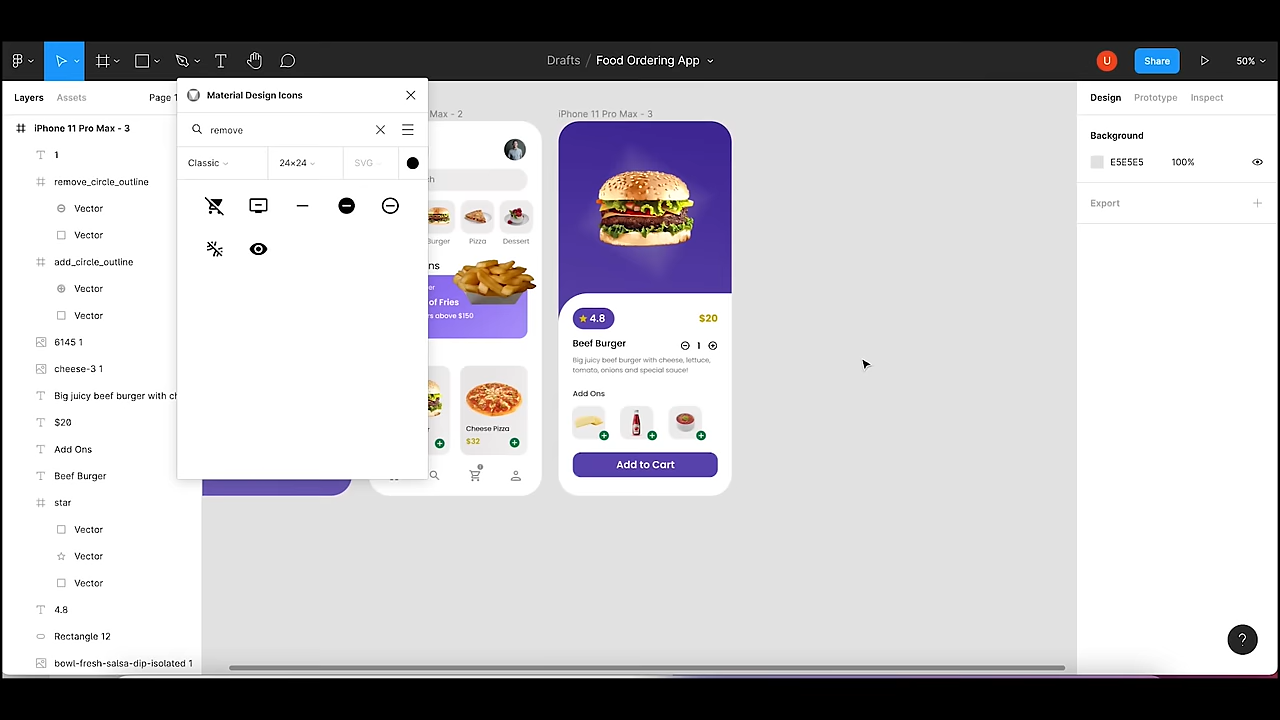 Drafts / Food Ordering App
U
Share
50%
Layers
Assets
Page 1
iPhone 11 Pro Max - 3
1
remove_circle_outline
Vector
Vector
add_circle_outline
Vector
Vector
6145 1
cheese-3 1
Big juicy beef burger with ch
$20
Add Ons
Beef Burger
star
Vector
Vector
Vector
4.8
Rectangle 12
bowl-fresh-salsa-dip-isolated 1
Material Design Icons
remove
Classic
24×24
SVG
Max - 2
ch
Burger
Pizza
Dessert
ns
er
of Fries
rs above $150
r
Cheese Pizza
$32
iPhone 11 Pro Max - 3
4.8
$20
Beef Burger
1
Big juicy beef burger with cheese, lettuce,
tomato, onions and special sauce!
Add Ons
Add to Cart
Design
Prototype
Inspect
Background
E5E5E5
100%
Export
?